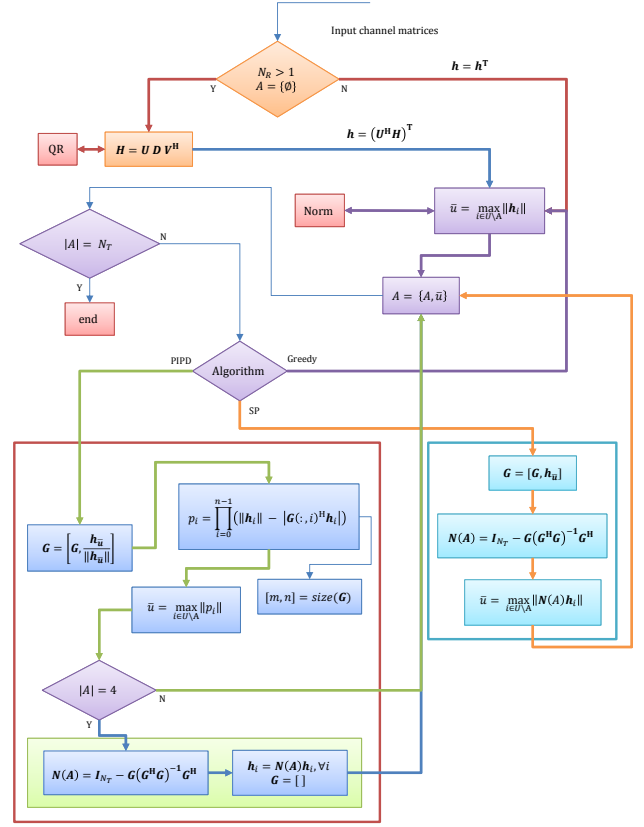 Input channel matrices
N_R > 1
A = {∅}
Y
N
h = h^T
QR
H = U D V^H
h = (U^H H)^T
Norm
ū = max_{i∈U\A} ‖h_i‖
|A| = N_T
N
Y
A = {A, ū}
end
PIPD
Algorithm
Greedy
SP
G = [G, h_ū]
p_i = ∏_{i=0}^{n−1} (‖h_i‖ − |G(:, i)^H h_i|)
G = [G, h_ū / ‖h_ū‖]
N(A) = I_{N_T} − G(G^H G)^{−1} G^H
[m, n] = size(G)
ū = max_{i∈U\A} ‖p_i‖
ū = max_{i∈U\A} ‖N(A)h_i‖
|A| = 4
N
Y
N(A) = I_{N_T} − G(G^H G)^{−1} G^H
h_i = N(A)h_i, ∀i
G = [ ]